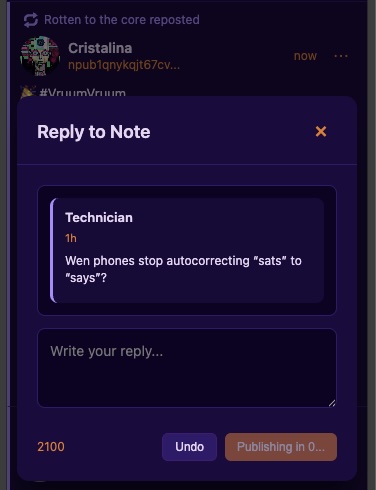 Rotten to the core reposted
Cristalina
npub1qnykqjt67cv...
now
🎉 #VruumVruum
Reply to Note
Technician
1h
Wen phones stop autocorrecting “sats” to
“says”?
Write your reply...
2100
Undo
Publishing in 0...